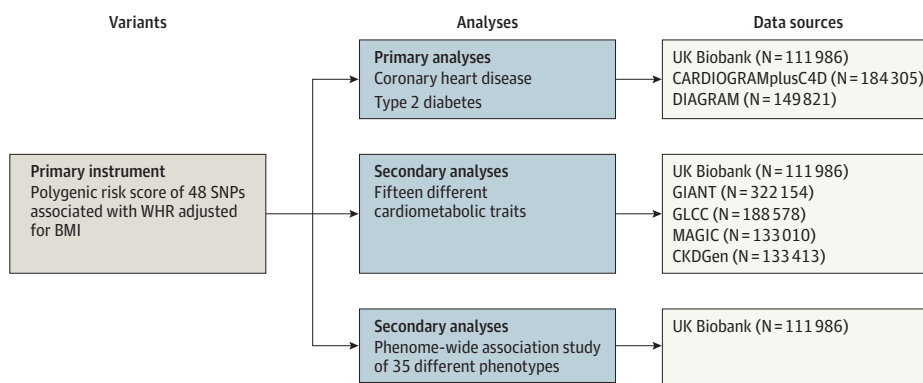 Variants
Analyses
Data sources
Primary instrument
Polygenic risk score of 48 SNPs
associated with WHR adjusted
for BMI
Primary analyses
Coronary heart disease
Type 2 diabetes
UK Biobank (N = 111 986)
CARDIOGRAMplusC4D (N = 184 305)
DIAGRAM (N = 149 821)
Secondary analyses
Fifteen different
cardiometabolic traits
UK Biobank (N = 111 986)
GIANT (N = 322 154)
GLCC (N = 188 578)
MAGIC (N = 133 010)
CKDGen (N = 133 413)
Secondary analyses
Phenome-wide association study
of 35 different phenotypes
UK Biobank (N = 111 986)